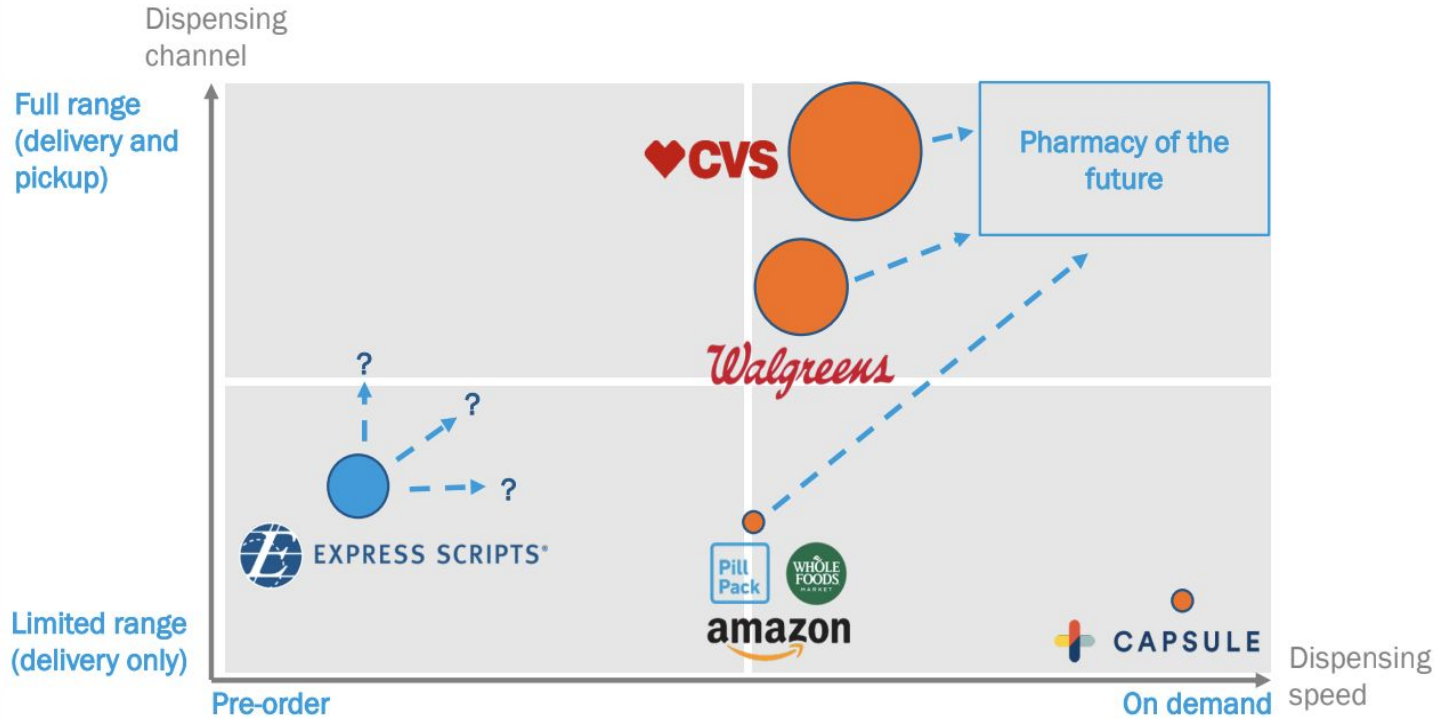 Dispensing
channel
Full range
(delivery and
pickup)
CVS
Pharmacy of the
future
Walgreens
?
?
?
EXPRESS SCRIPTS®
Pill
Pack
WHOLE
FOODS
MARKET
amazon
CAPSULE
Limited range
(delivery only)
Dispensing
speed
Pre-order
On demand